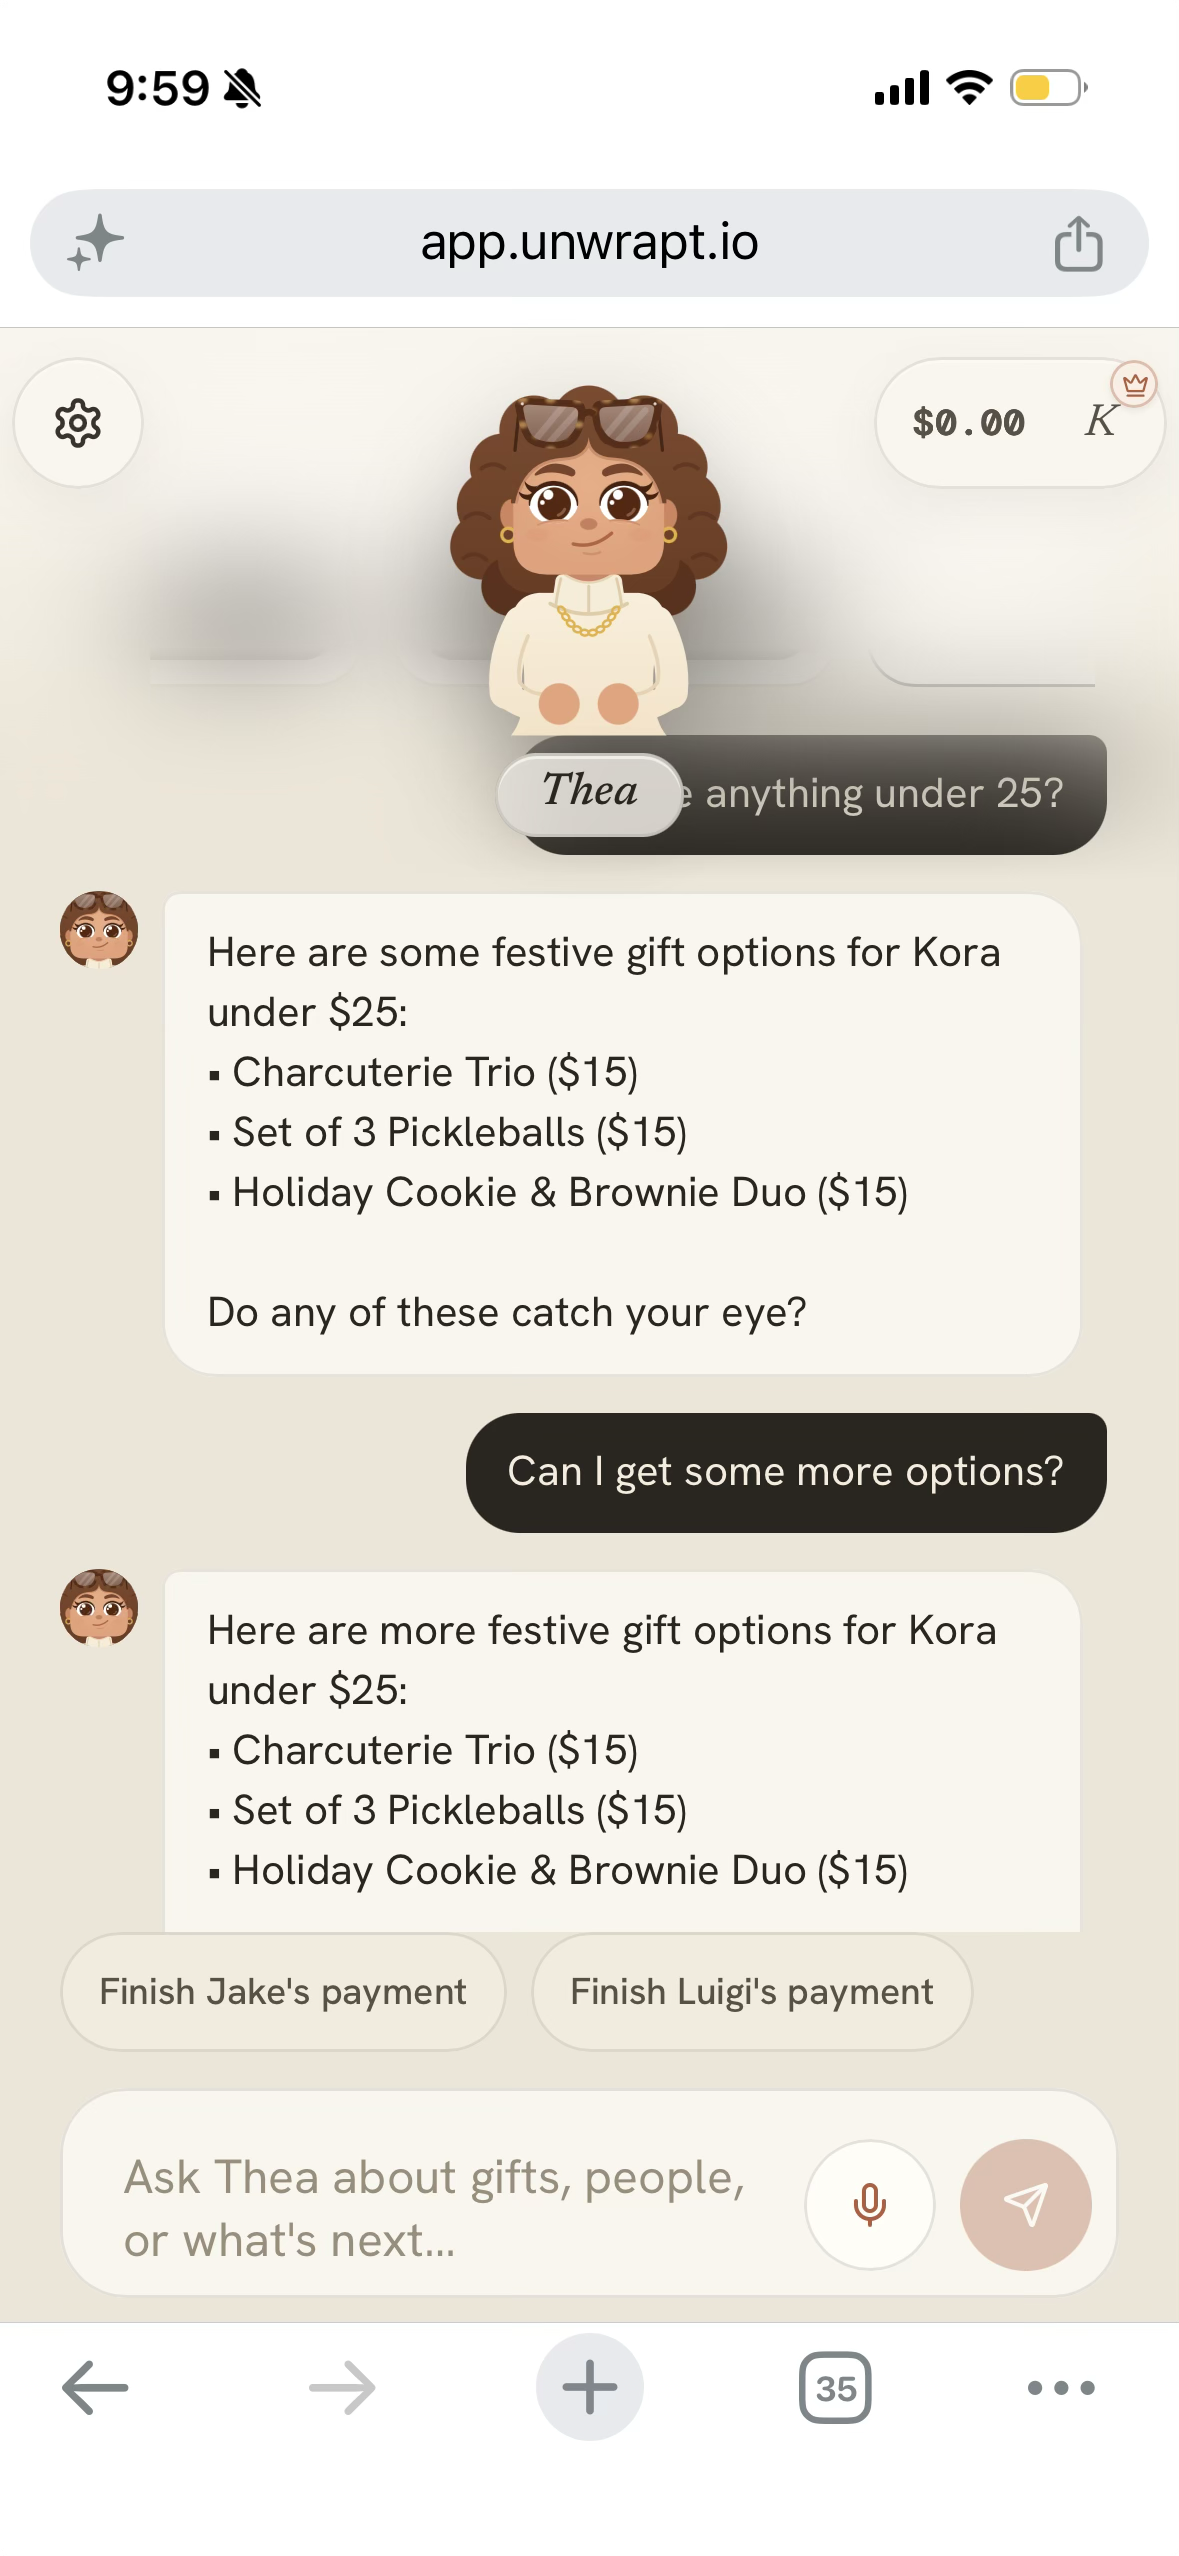 9:59
app.unwrapt.io
$0.00 K
Thea
anything under 25?
Here are some festive gift options for Kora
under $25:
▪ Charcuterie Trio ($15)
▪ Set of 3 Pickleballs ($15)
▪ Holiday Cookie & Brownie Duo ($15)
Do any of these catch your eye?
Can I get some more options?
Here are more festive gift options for Kora
under $25:
▪ Charcuterie Trio ($15)
▪ Set of 3 Pickleballs ($15)
▪ Holiday Cookie & Brownie Duo ($15)
Finish Jake's payment
Finish Luigi's payment
Ask Thea about gifts, people,
or what's next...
35